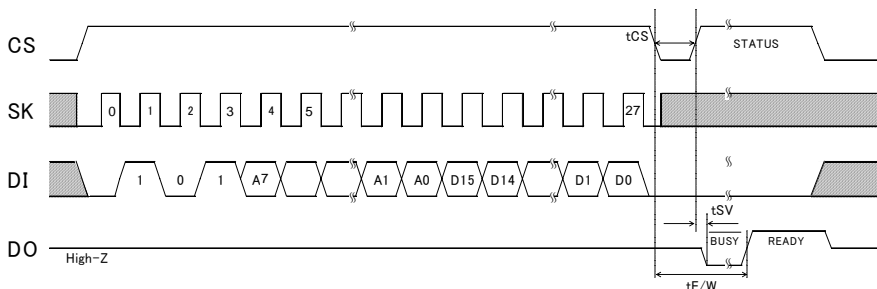 CS tCS STATUS
SK 0 1 2 3 4 5 27
DI 1 0 1 A7 A1 A0 D15 D14 D1 D0
tSV
DO BUSY READY
High-Z
tE/W